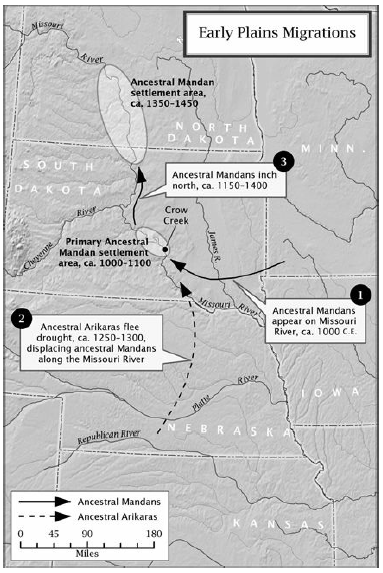 Early Plains Migrations
Missouri
River
Ancestral Mandan
settlement area,
ca. 1350–1450
NORTH
DAKOTA
MINN.
SOUTH
DAKOTA
3
Ancestral Mandans inch
north, ca. 1150–1400
River
Cheyenne
Crow
Creek
James R.
Primary Ancestral
Mandan settlement
area, ca. 1000–1100
Missouri
River
1
Ancestral Mandans
appear on Missouri
River, ca. 1000 C.E.
2
Ancestral Arikaras flee
drought, ca. 1250–1300,
displacing ancestral Mandans
along the Missouri River
IOWA
Platte
River
NEBRASKA
Republican River
KANSAS
Ancestral Mandans
Ancestral Arikaras
0 45 90 180
Miles